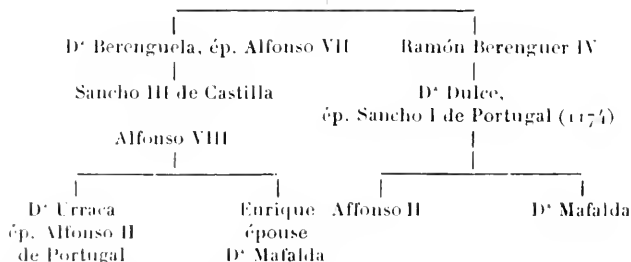 Dª Berenguela, ép. Alfonso VII Ramón Berenguer IV
Sancho III de Castilla Dª Dulce,
ép. Sancho I de Portugal (1174)
Alfonso VIII
Dª Urraca Enrique Affonso II Dª Mafalda
ép. Alfonso II épouse
de Portugal Dª Mafalda